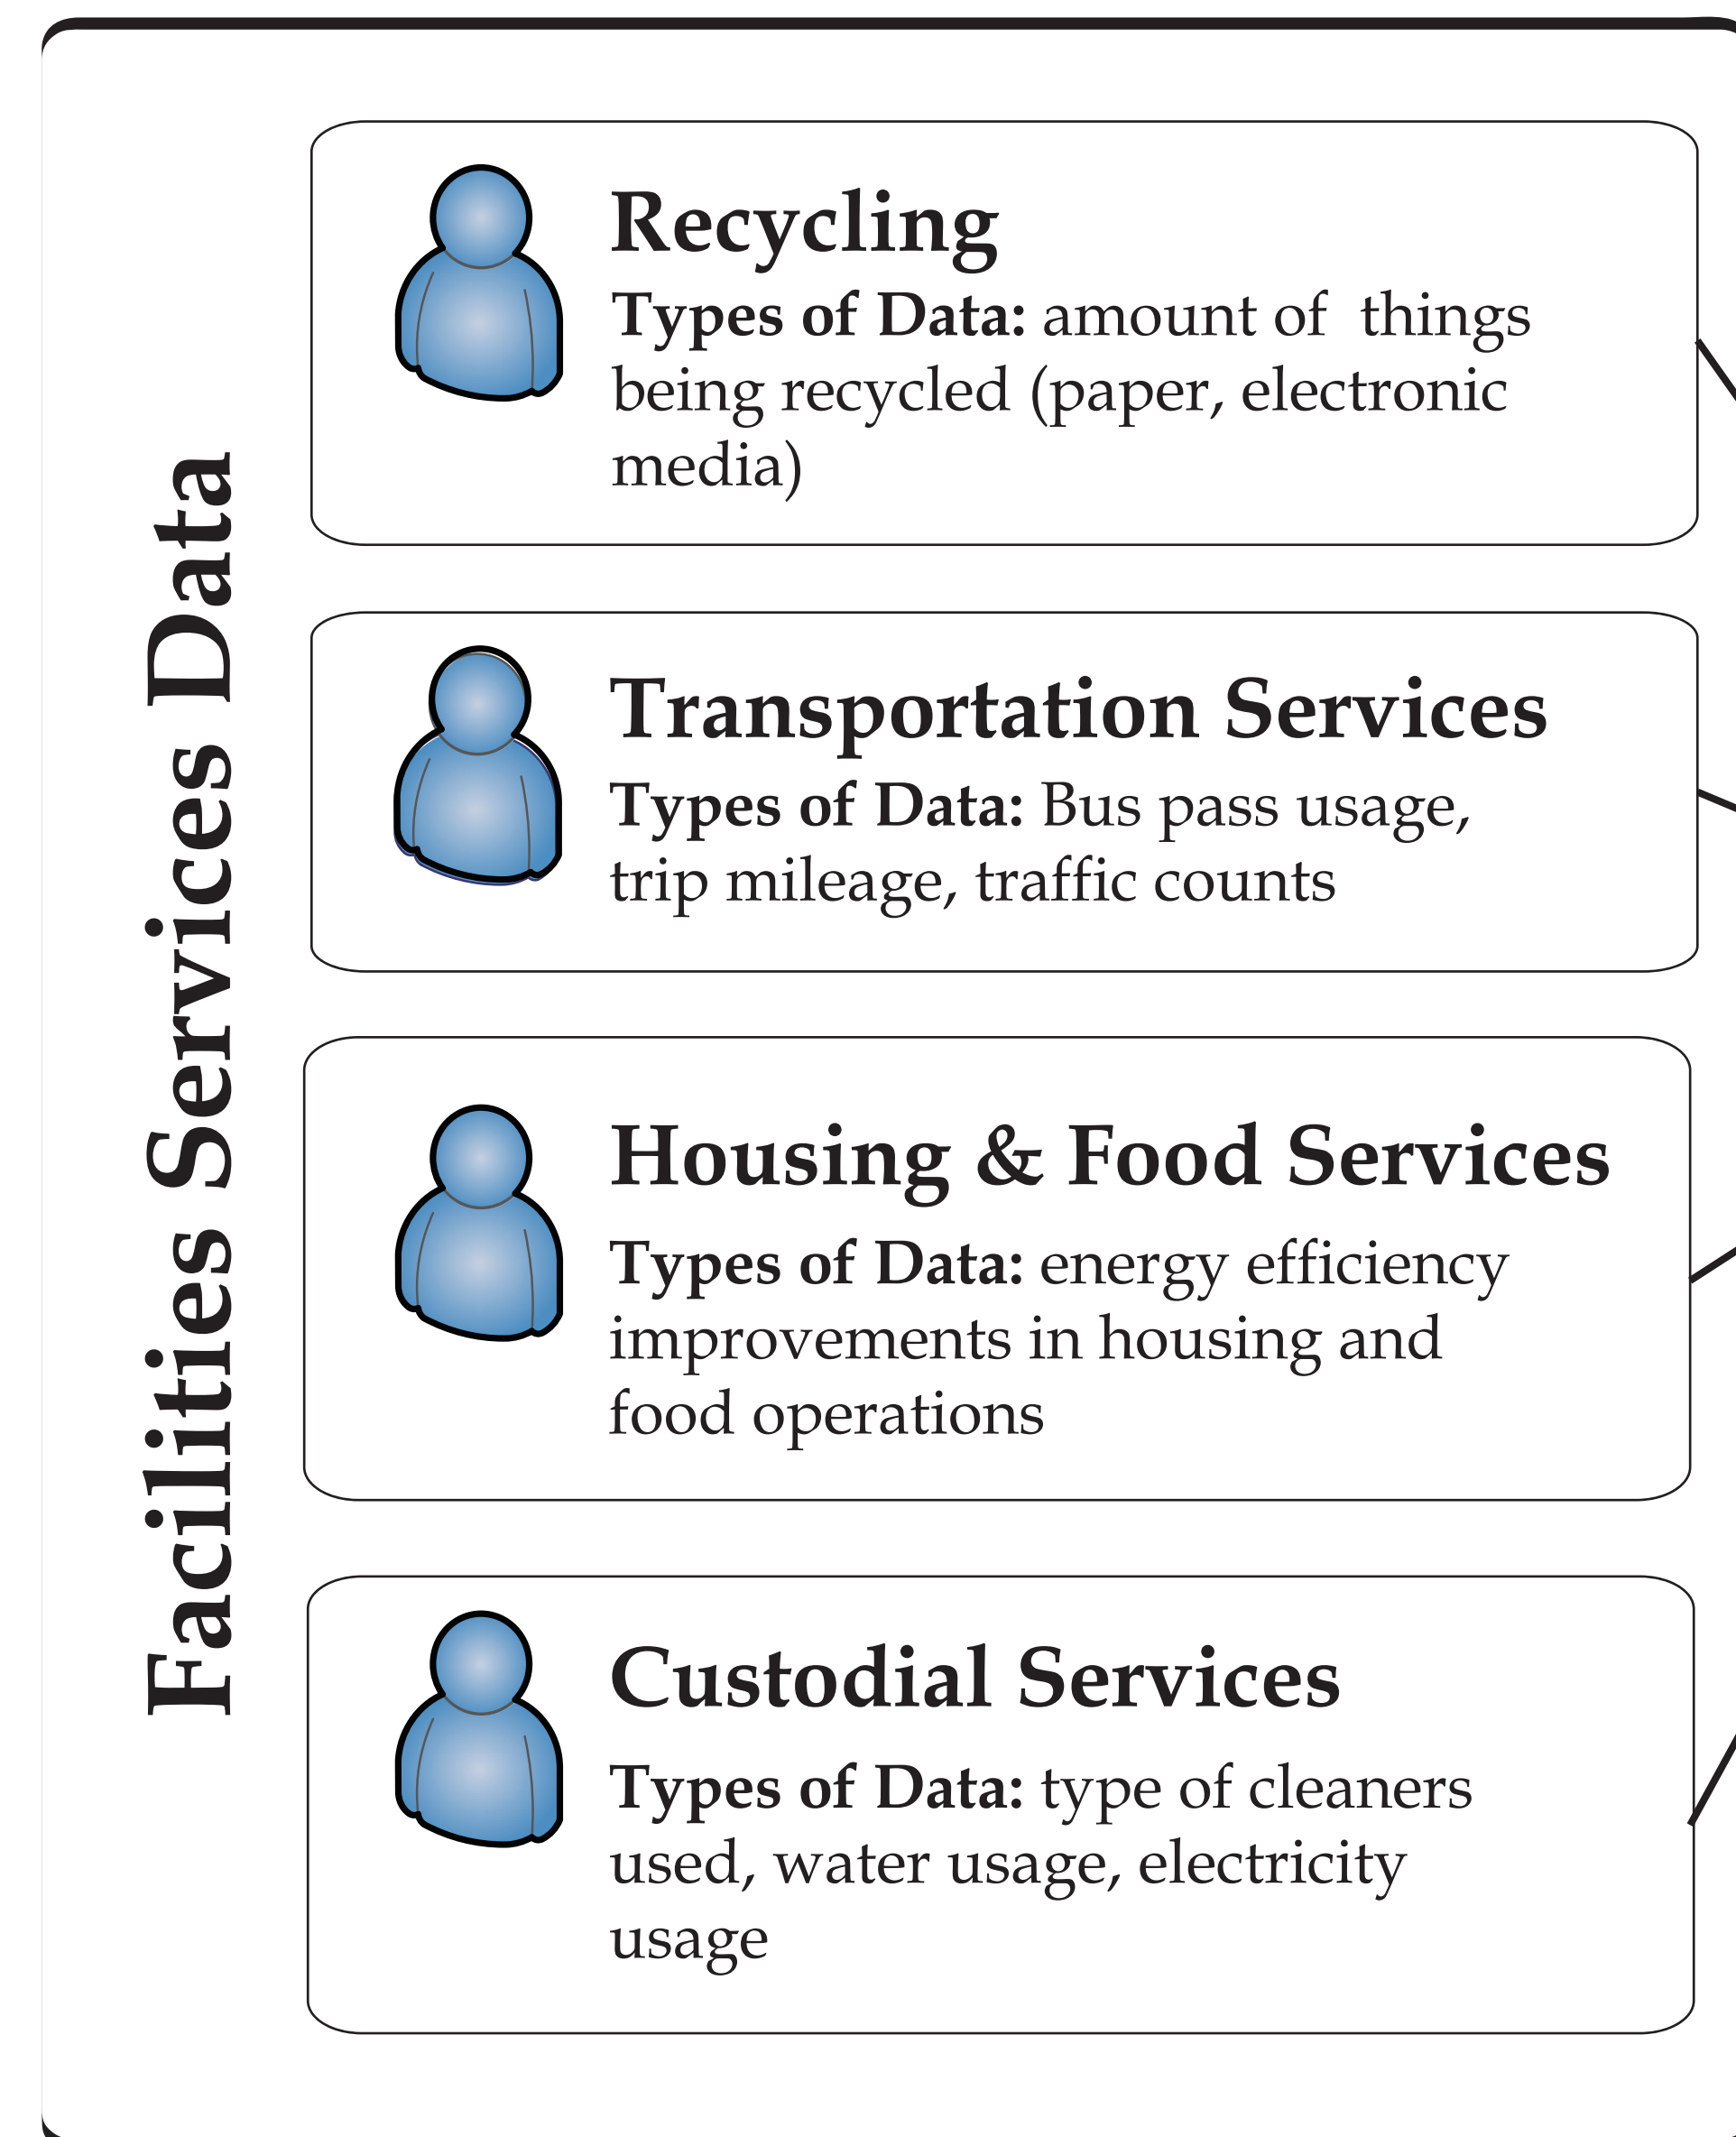 Facilities Services Data
Recycling
Types of Data: amount of  things
being recycled (paper, electronic
media)
Transportation Services
Types of Data: Bus pass usage,
trip mileage, traffic counts
Housing & Food Services
Types of Data: energy efficiency
improvements in housing and
food operations
Custodial Services
Types of Data: type of cleaners
used, water usage, electricity
usage